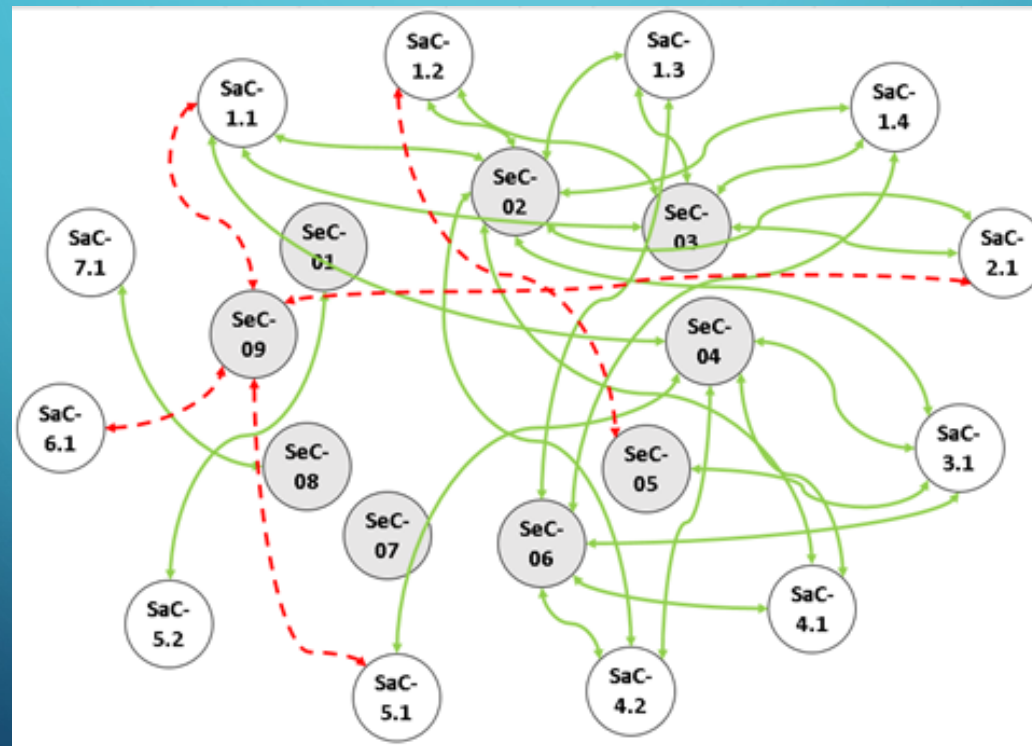 SaC-
1.2
SaC-
1.3
SaC-
1.1
SaC-
1.4
SeC-
02
SeC-
03
SeC-
01
SaC-
7.1
SaC-
2.1
SeC-
09
SeC-
04
SaC-
6.1
SaC-
3.1
SeC-
08
SeC-
05
SeC-
07
SeC-
06
SaC-
5.2
SaC-
4.1
SaC-
5.1
SaC-
4.2